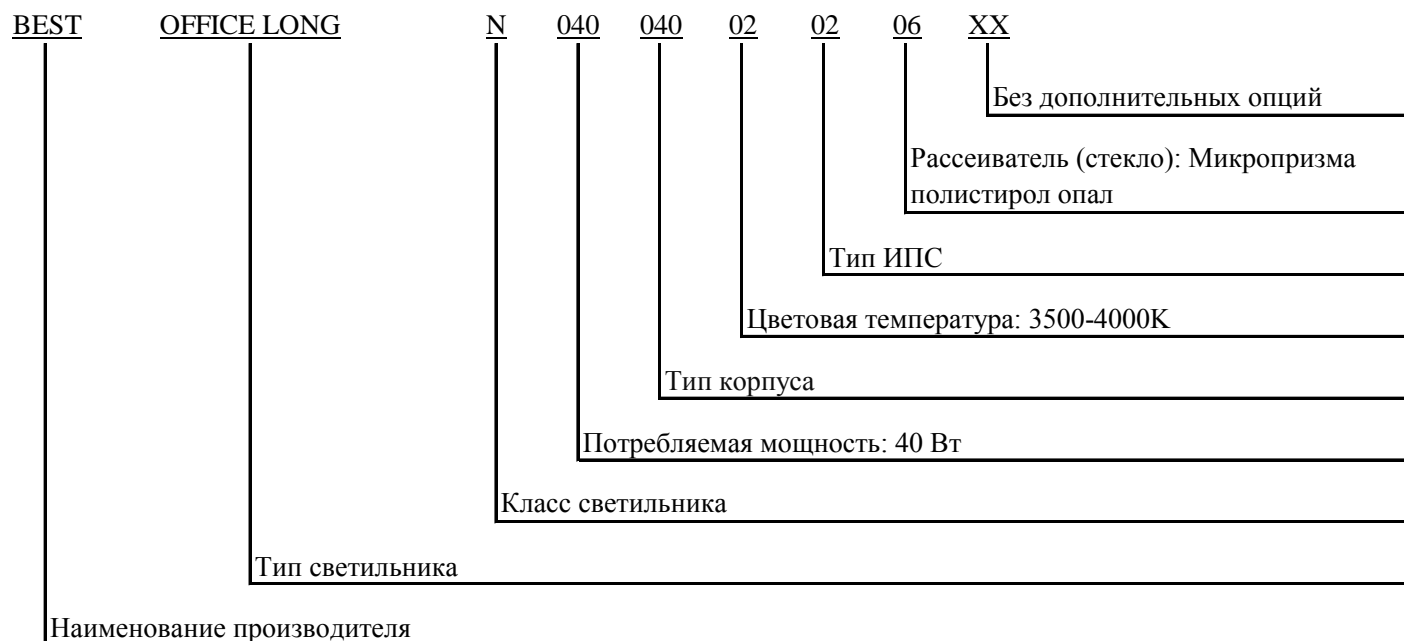 BEST OFFICE LONG N 040 040 02 02 06 XX
Без дополнительных опций
Рассеиватель (стекло): Микропризма
полистирол опал
Тип ИПС
Цветовая температура: 3500-4000К
Тип корпуса
Потребляемая мощность: 40 Вт
Класс светильника
Тип светильника
Наименование производителя